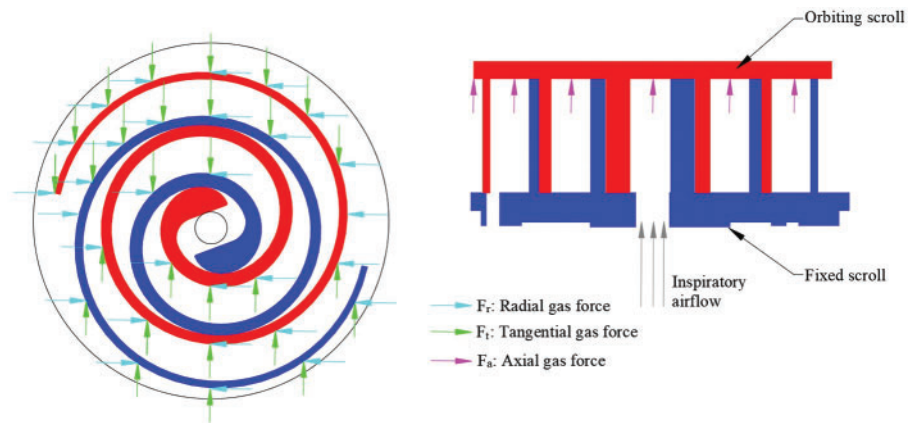 Orbiting scroll
Inspiratory
airflow
Fixed scroll
Fr: Radial gas force
Ft: Tangential gas force
Fa: Axial gas force